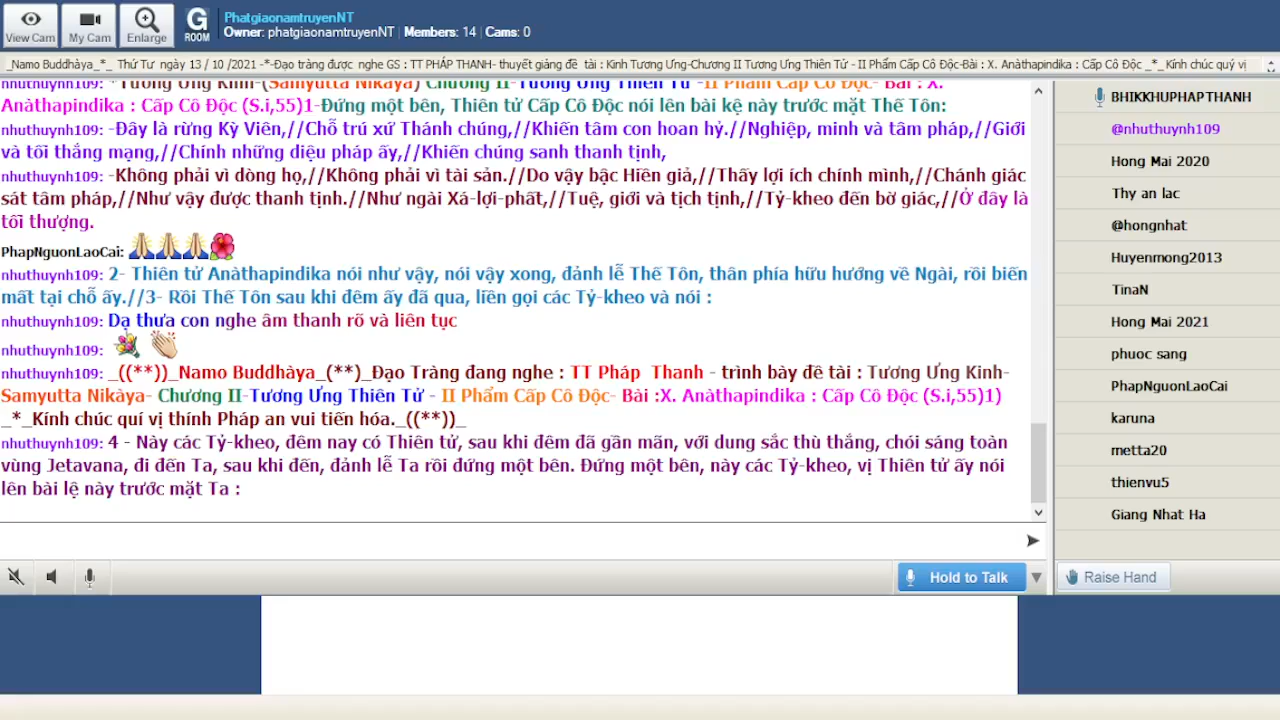 View Cam
My Cam
Enlarge
G
ROOM
PhatgiaonamtruyenNT
Owner: phatgiaonamtruyenNT | Members: 14 | Cams: 0
_Namo Buddhàya_*_ Thứ Tư ngày 13 / 10 /2021 -*-Đạo tràng được nghe GS : TT PHÁP THANH- thuyết giảng đề tài : Kinh Tương Ưng-Chương II Tương Ưng Thiên Tử - II Phẩm Cấp Cô Độc-Bài : X. Anàthapindika : Cấp Cô Độc _*_Kính chúc quý vị
*Tương Ưng Kinh-(Samyutta Nikàya) Chương II-Tương Ưng Thiên Tử -II Phẩm Cấp Cô Độc- Bài : X.
Anàthapindika : Cấp Cô Độc (S.i,55)1-Đứng một bên, Thiên tử Cấp Cô Độc nói lên bài kệ này trước mặt Thế Tôn:
nhuthuynh109: -Đây là rừng Kỳ Viên,//Chỗ trú xứ Thánh chúng,//Khiến tâm con hoan hỷ.//Nghiệp, minh và tâm pháp,//Giới
và tối thắng mạng,//Chính những diệu pháp ấy,//Khiến chúng sanh thanh tịnh,
nhuthuynh109: -Không phải vì dòng họ,//Không phải vì tài sản.//Do vậy bậc Hiền giả,//Thấy lợi ích chính mình,//Chánh giác
sát tâm pháp,//Như vậy được thanh tịnh.//Như ngài Xá-lợi-phất,//Tuệ, giới và tịch tịnh,//Tỷ-kheo đến bờ giác,//Ở đây là
tối thượng.
PhapNguonLaoCai:
nhuthuynh109: 2- Thiên tử Anàthapindika nói như vậy, nói vậy xong, đảnh lễ Thế Tôn, thân phía hữu hướng về Ngài, rồi biến
mất tại chỗ ấy.//3- Rồi Thế Tôn sau khi đêm ấy đã qua, liền gọi các Tỷ-kheo và nói :
nhuthuynh109: Dạ thưa con nghe âm thanh rõ và liên tục
nhuthuynh109:
nhuthuynh109: _((**))_Namo Buddhàya_(**)_Đạo Tràng đang nghe : TT Pháp Thanh - trình bày đề tài : Tương Ưng Kinh-
Samyutta Nikàya- Chương II-Tương Ưng Thiên Tử - II Phẩm Cấp Cô Độc- Bài :X. Anàthapindika : Cấp Cô Độc (S.i,55)1)
_*_Kính chúc quí vị thính Pháp an vui tiến hóa._((**))_
nhuthuynh109: 4 - Này các Tỷ-kheo, đêm nay có Thiên tử, sau khi đêm đã gần mãn, với dung sắc thù thắng, chói sáng toàn
vùng Jetavana, đi đến Ta, sau khi đến, đảnh lễ Ta rồi đứng một bên. Đứng một bên, này các Tỷ-kheo, vị Thiên tử ấy nói
lên bài lệ này trước mặt Ta :
BHIKKHUPHAPTHANH
@nhuthuynh109
Hong Mai 2020
Thy an lac
@hongnhat
Huyenmong2013
TinaN
Hong Mai 2021
phuoc sang
PhapNguonLaoCai
karuna
metta20
thienvu5
Giang Nhat Ha
Hold to Talk
Raise Hand